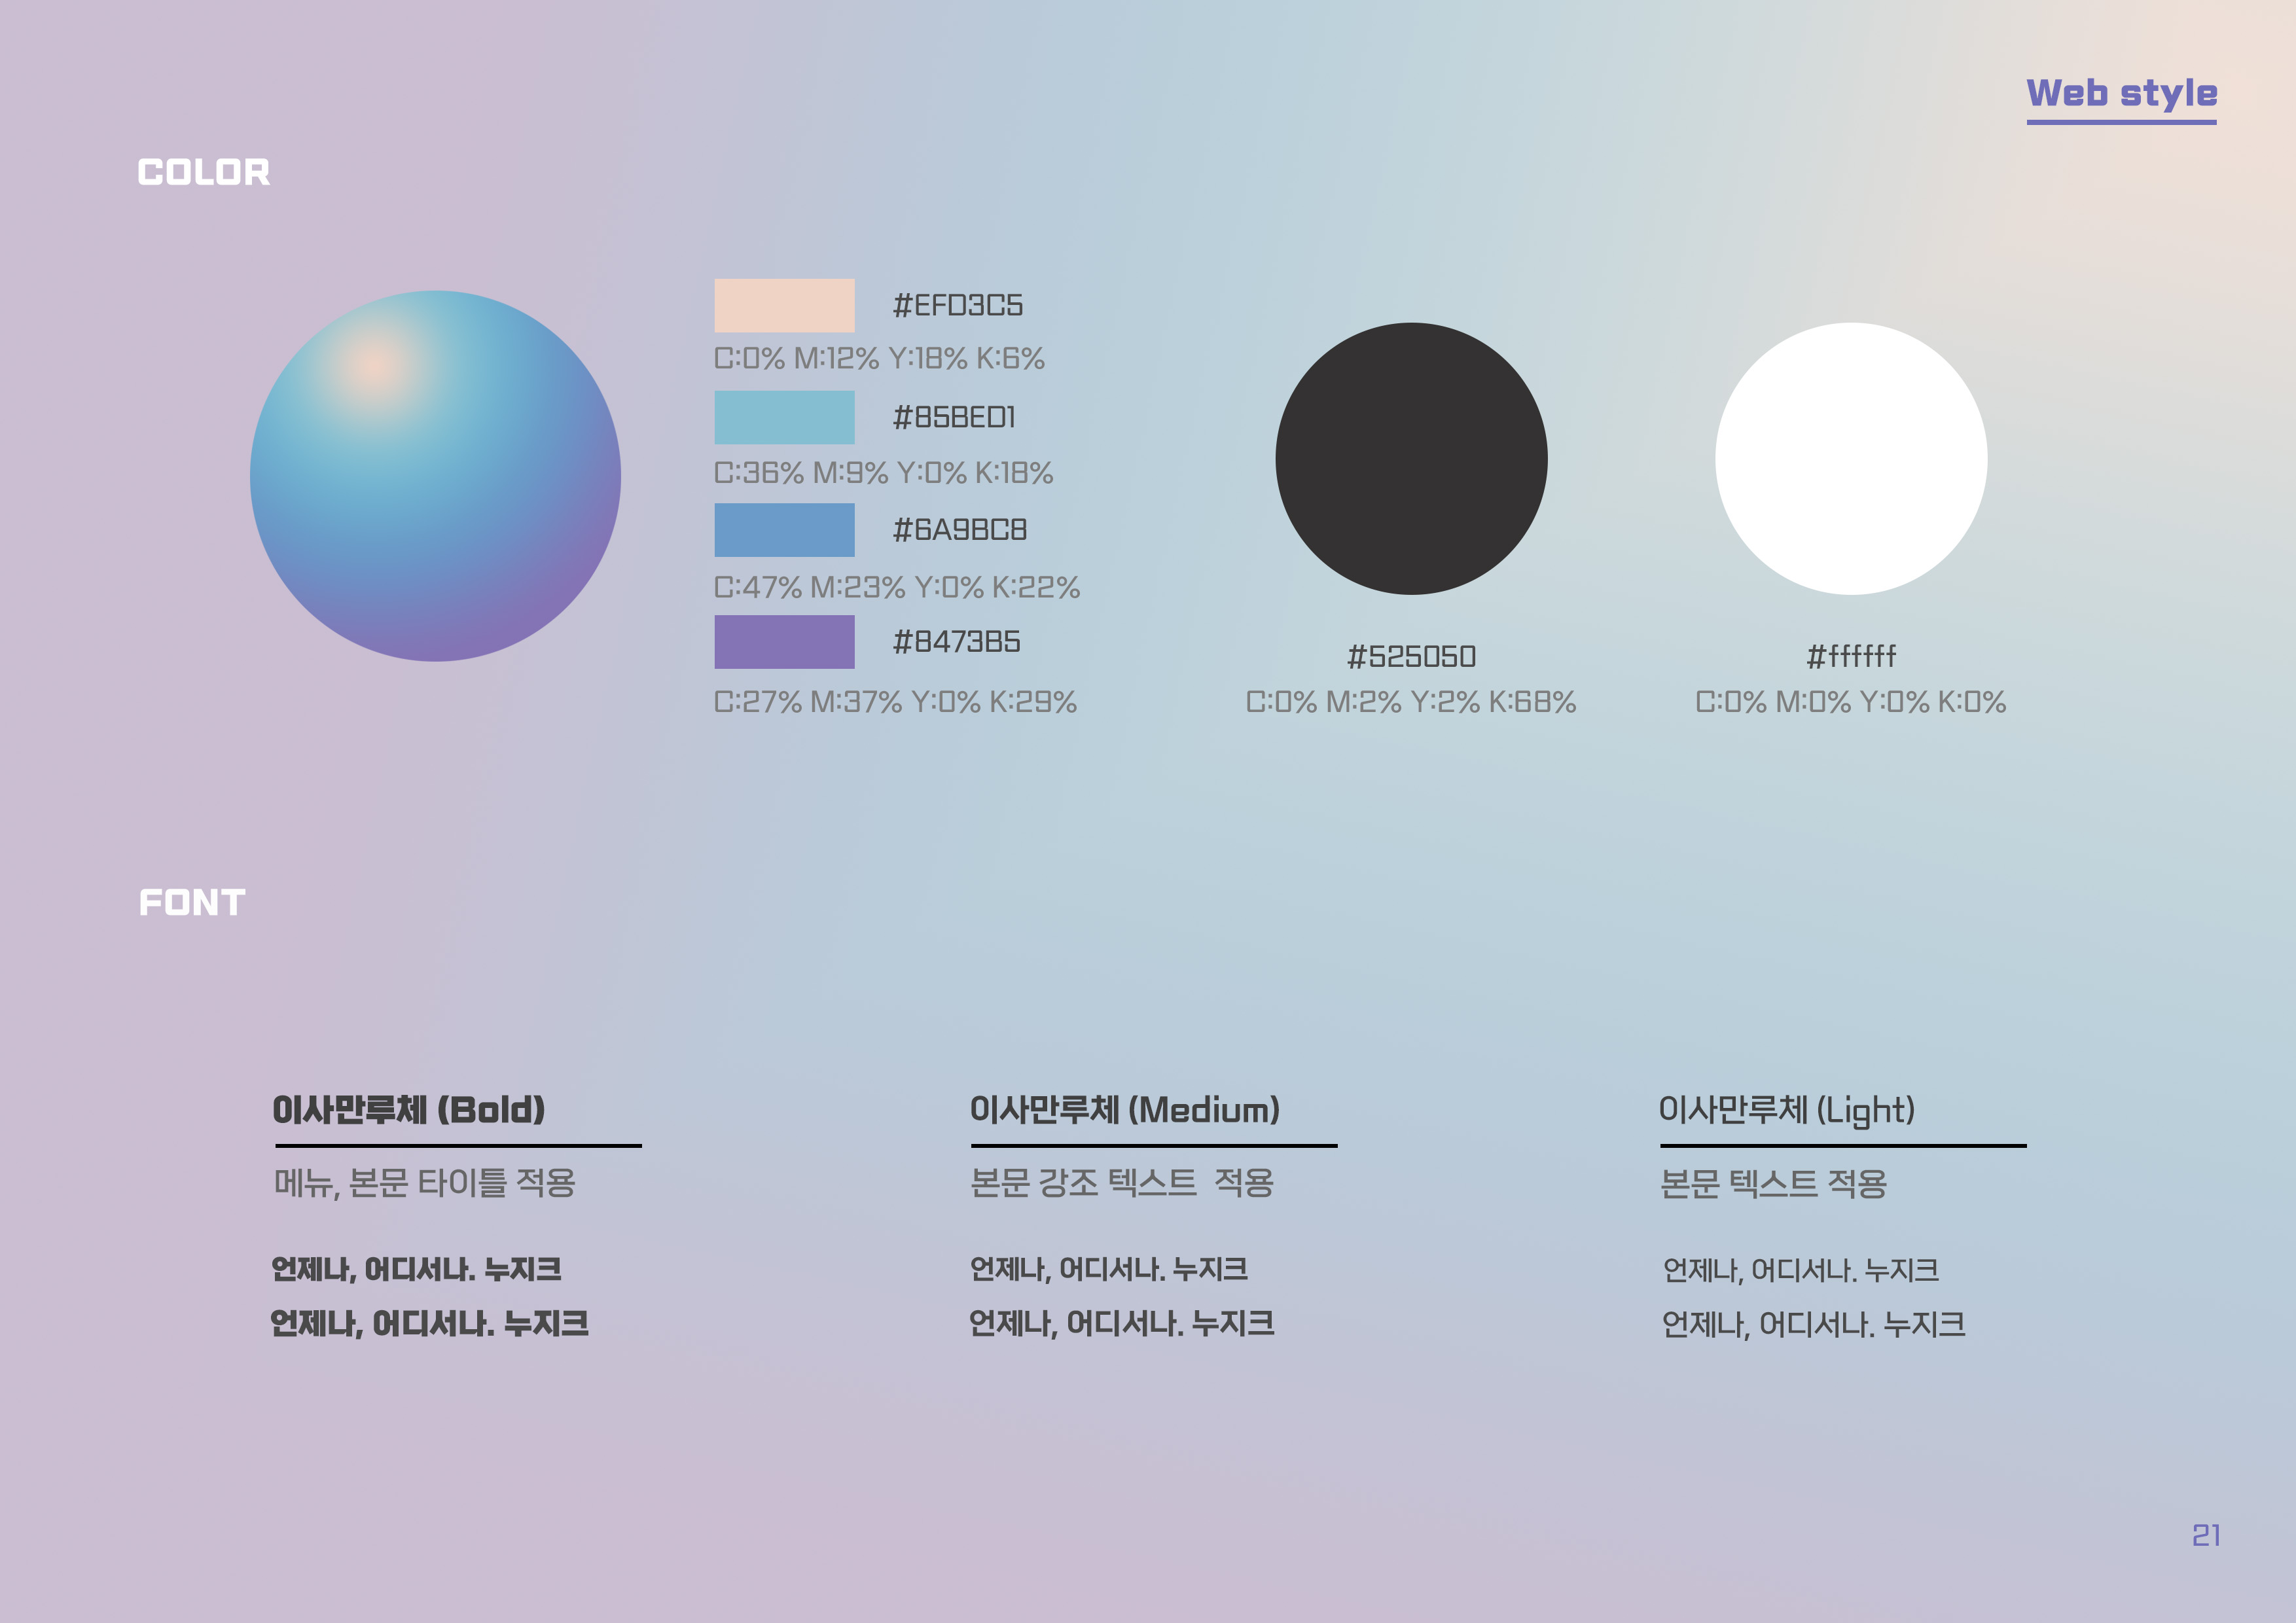 Web style
COLOR
#EFD3C5
C:0% M:12% Y:18% K:6%
#85BED1
C:36% M:9% Y:0% K:18%
#6A9BC8
C:47% M:23% Y:0% K:22%
#8473B5
C:27% M:37% Y:0% K:29%
#525050
C:0% M:2% Y:2% K:68%
#ffffff
C:0% M:0% Y:0% K:0%
FONT
이사만루체 (Bold)
메뉴, 본문 타이틀 적용
언제나, 어디서나. 누지크
언제나, 어디서나. 누지크
이사만루체 (Medium)
본문 강조 텍스트 적용
언제나, 어디서나. 누지크
언제나, 어디서나. 누지크
이사만루체 (Light)
본문 텍스트 적용
언제나, 어디서나. 누지크
언제나, 어디서나. 누지크
21